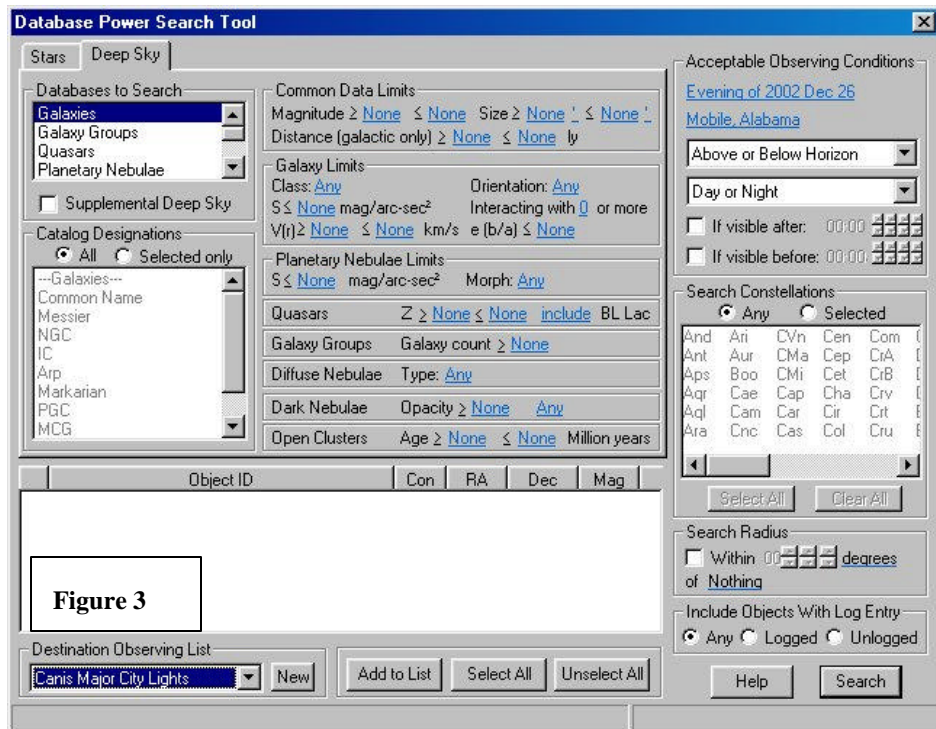 Database Power Search Tool
Stars Deep Sky
Databases to Search
Galaxies
Galaxy Groups
Quasars
Planetary Nebulae
Supplemental Deep Sky
Catalog Designations
All Selected only
---Galaxies---
Common Name
Messier
NGC
IC
Arp
Markarian
PGC
MCG
Common Data Limits
Magnitude ≥ None ≤ None Size ≥ None ' ≤ None '
Distance (galactic only) ≥ None ≤ None ly
Galaxy Limits
Class: Any Orientation: Any
S ≤ None mag/arc-sec² Interacting with 0 or more
V(r) ≥ None ≤ None km/s e (b/a) ≤ None
Planetary Nebulae Limits
S ≤ None mag/arc-sec² Morph: Any
Quasars Z ≥ None ≤ None include BL Lac
Galaxy Groups Galaxy count ≥ None
Diffuse Nebulae Type: Any
Dark Nebulae Opacity ≥ None Any
Open Clusters Age ≥ None ≤ None Million years
Object ID Con RA Dec Mag
Figure 3
Destination Observing List
Canis Major City Lights New
Add to List Select All Unselect All
Acceptable Observing Conditions
Evening of 2002 Dec 26
Mobile, Alabama
Above or Below Horizon
Day or Night
If visible after: 00:00
If visible before: 00:00
Search Constellations
Any Selected
And Ari CVn Cen Com
Ant Aur CMa Cep CrA
Aps Boo CMi Cet CrB
Aqr Cae Cap Cha Crv
Aql Cam Car Cir Crt
Ara Cnc Cas Col Cru
Select All Clear All
Search Radius
Within 00 degrees
of Nothing
Include Objects With Log Entry
Any Logged Unlogged
Help Search